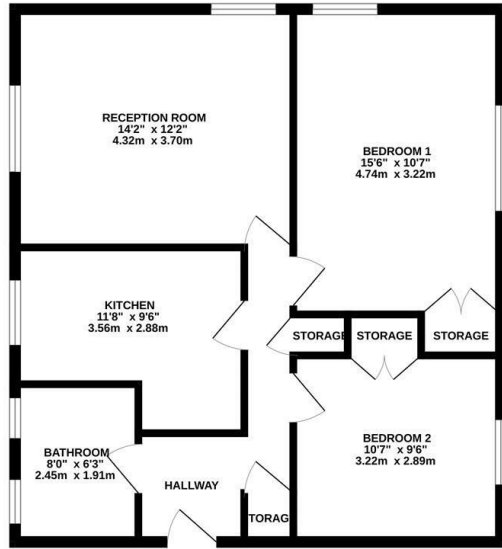 RECEPTION ROOM
14'2" x 12'2"
4.32m x 3.70m
BEDROOM 1
15'6" x 10'7"
4.74m x 3.22m
KITCHEN
11'8" x 9'6"
3.56m x 2.88m
STORAGE
STORAGE
STORAGE
BATHROOM
8'0" x 6'3"
2.45m x 1.91m
BEDROOM 2
10'7" x 9'6"
3.22m x 2.89m
HALLWAY
TORAG